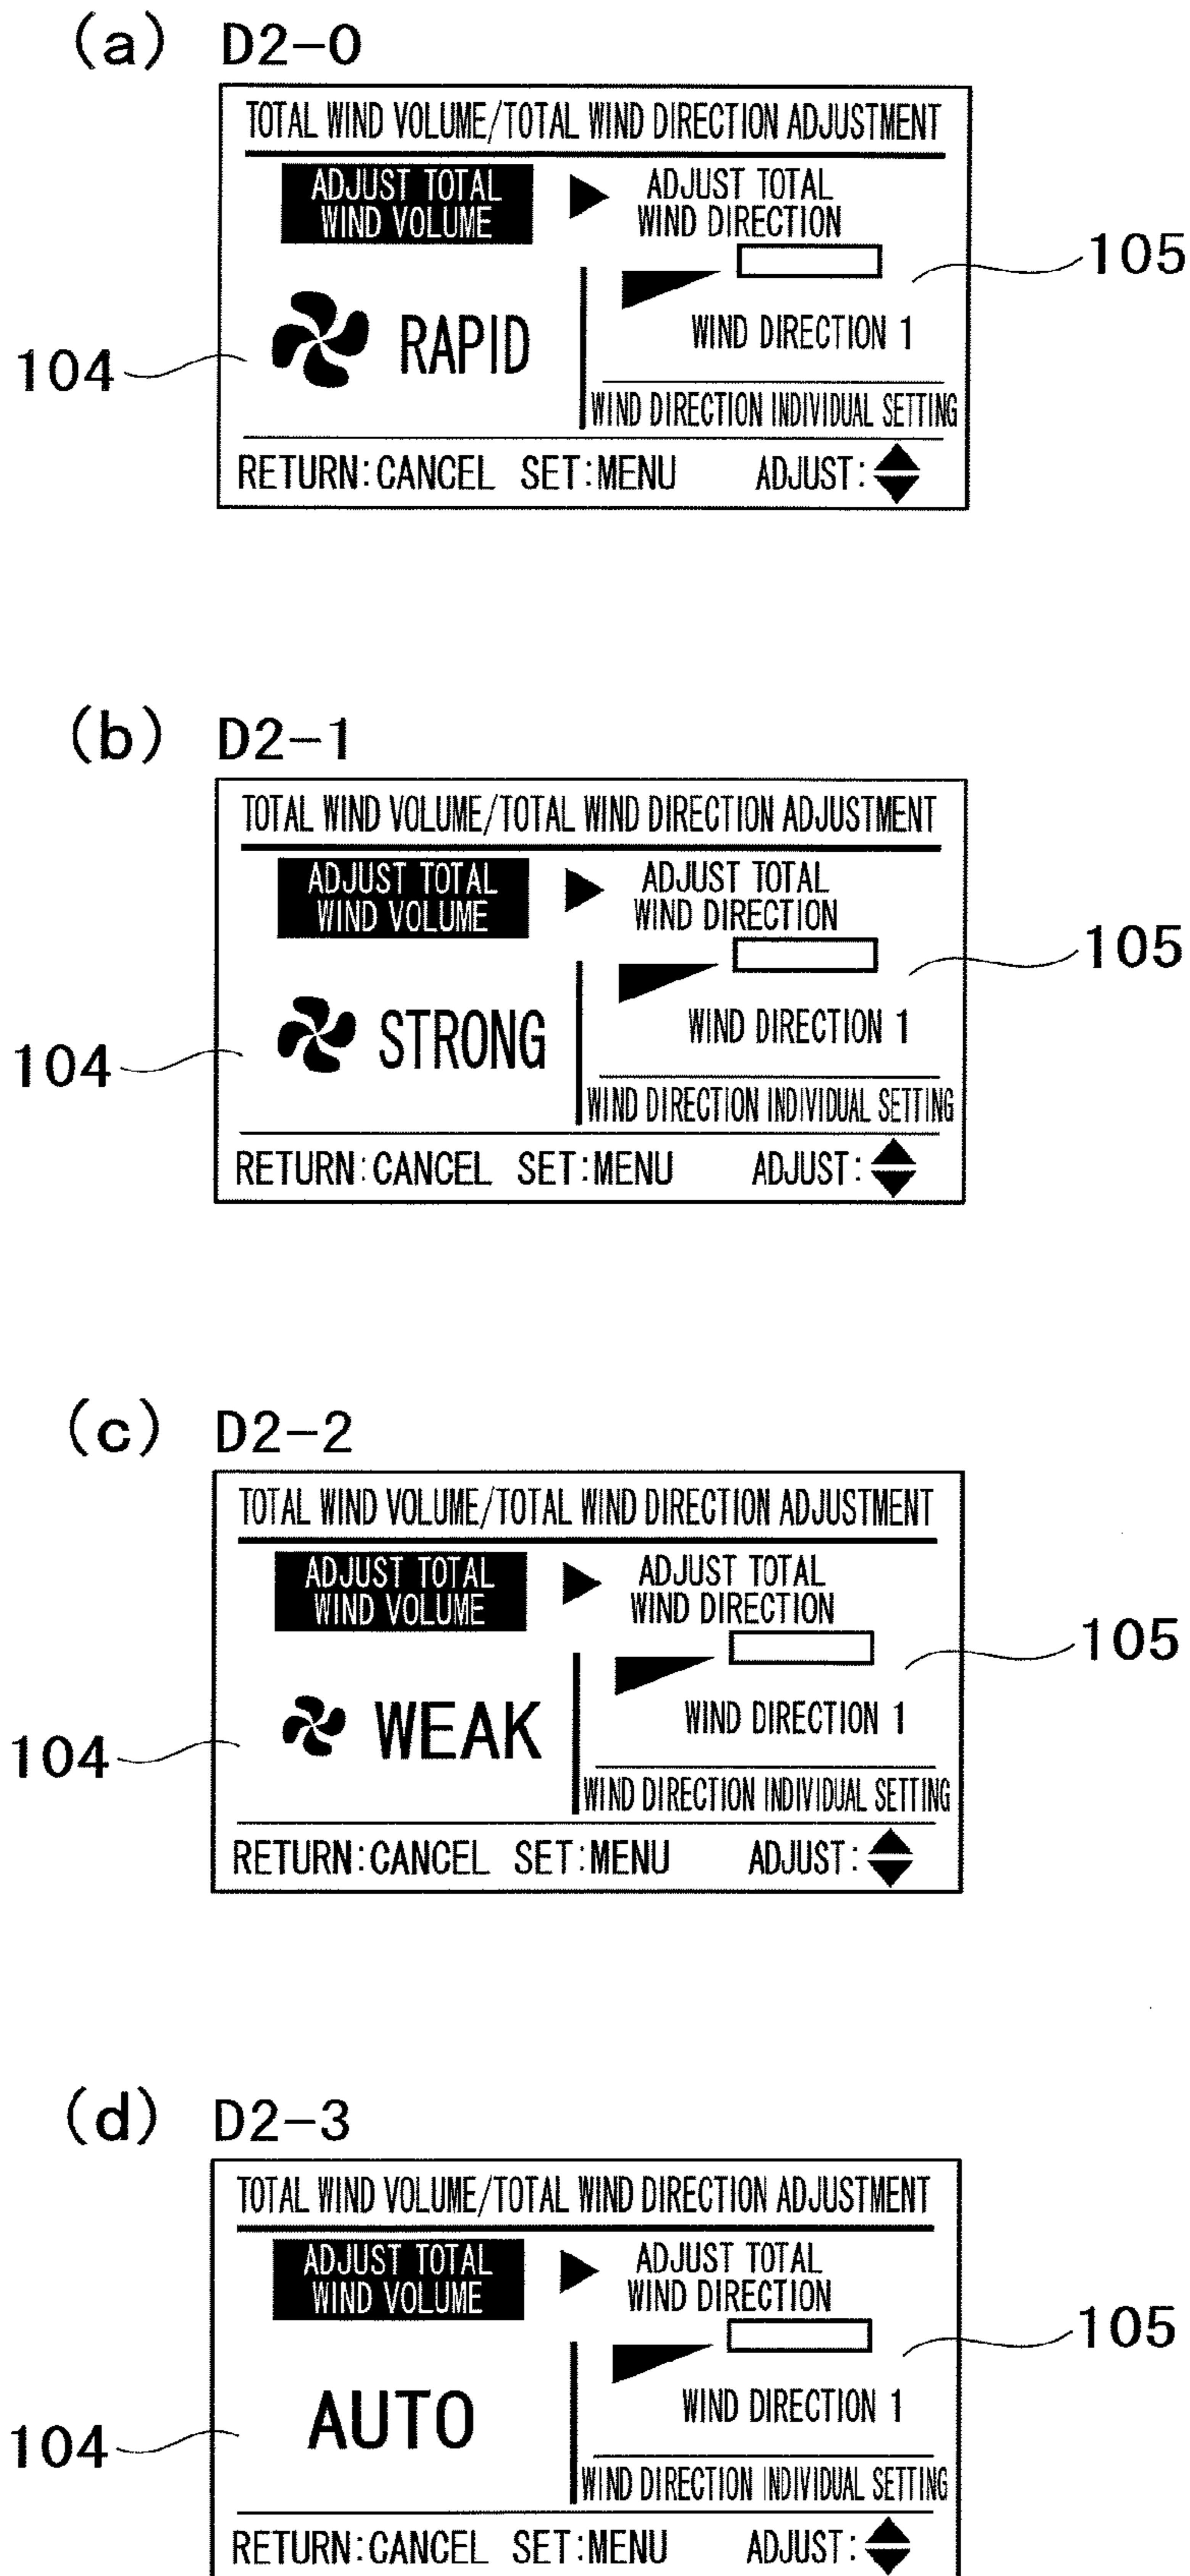 (a) D2-0
TOTAL WIND VOLUME/TOTAL WIND DIRECTION ADJUSTMENT
ADJUST TOTAL
WIND VOLUME
ADJUST TOTAL
WIND DIRECTION
105
RAPID
WIND DIRECTION 1
104
WIND DIRECTION INDIVIDUAL SETTING
RETURN:CANCEL SET:MENU ADJUST:
(b) D2-1
TOTAL WIND VOLUME/TOTAL WIND DIRECTION ADJUSTMENT
ADJUST TOTAL
WIND VOLUME
ADJUST TOTAL
WIND DIRECTION
105
STRONG
WIND DIRECTION 1
104
WIND DIRECTION INDIVIDUAL SETTING
RETURN:CANCEL SET:MENU ADJUST:
(c) D2-2
TOTAL WIND VOLUME/TOTAL WIND DIRECTION ADJUSTMENT
ADJUST TOTAL
WIND VOLUME
ADJUST TOTAL
WIND DIRECTION
105
WEAK
WIND DIRECTION 1
104
WIND DIRECTION INDIVIDUAL SETTING
RETURN:CANCEL SET:MENU ADJUST:
(d) D2-3
TOTAL WIND VOLUME/TOTAL WIND DIRECTION ADJUSTMENT
ADJUST TOTAL
WIND VOLUME
ADJUST TOTAL
WIND DIRECTION
105
AUTO
WIND DIRECTION 1
104
WIND DIRECTION INDIVIDUAL SETTING
RETURN:CANCEL SET:MENU ADJUST: